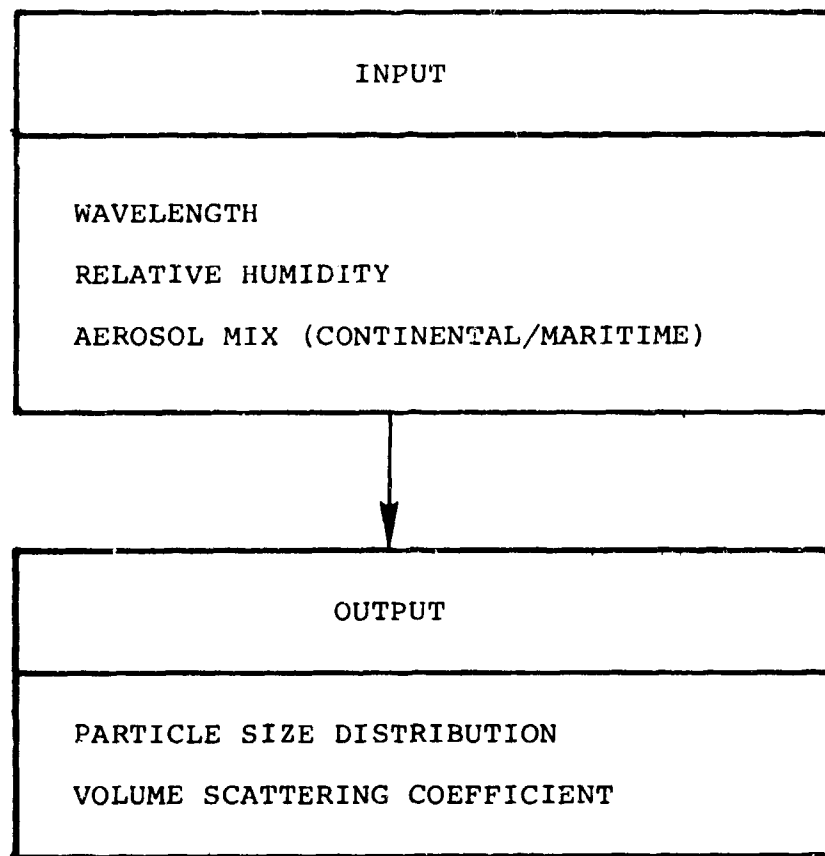 INPUT
WAVELENGTH
RELATIVE HUMIDITY
AEROSOL MIX (CONTINENTAL/MARITIME)
OUTPUT
PARTICLE SIZE DISTRIBUTION
VOLUME SCATTERING COEFFICIENT